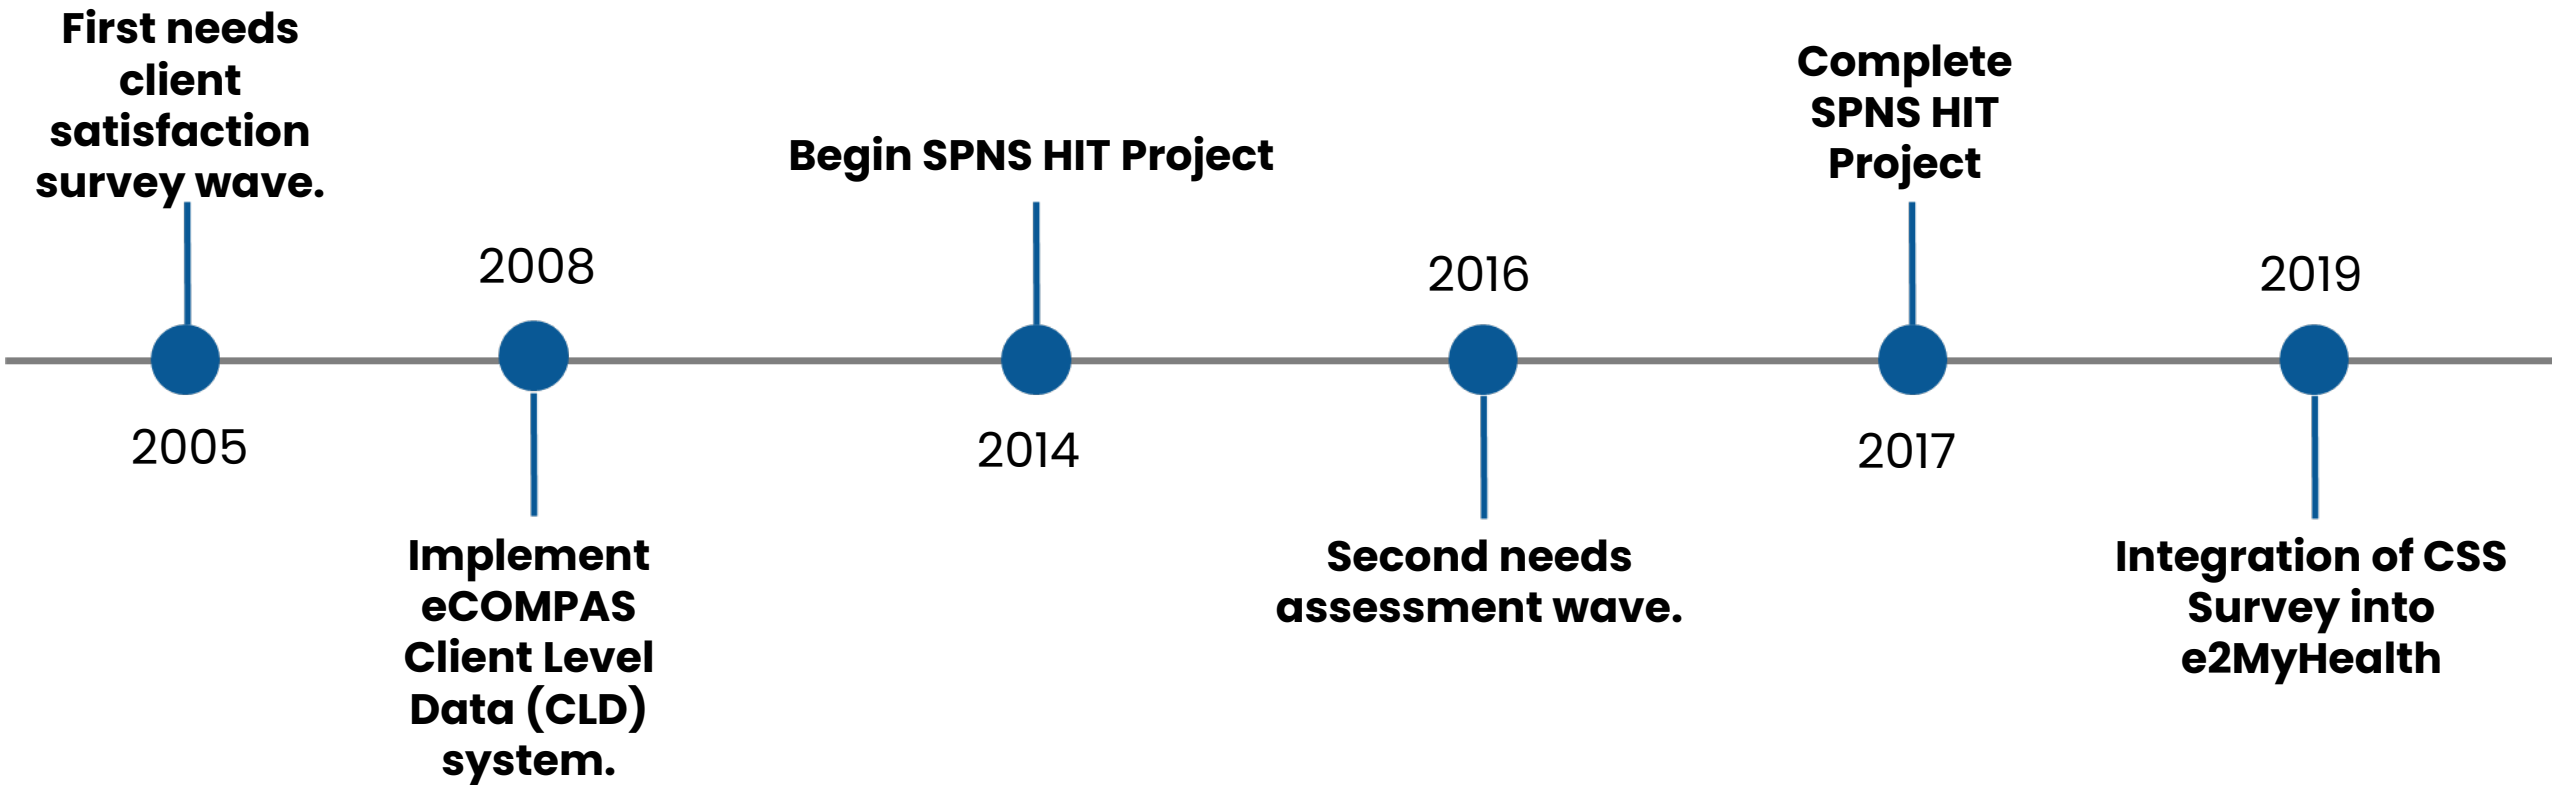 First needs
client
satisfaction
survey wave.
2005
2008
Implement
eCOMPAS
Client Level
Data (CLD)
system.
Begin SPNS HIT Project
2014
2016
Second needs
assessment wave.
Complete
SPNS HIT
Project
2017
2019
Integration of CSS
Survey into
e2MyHealth